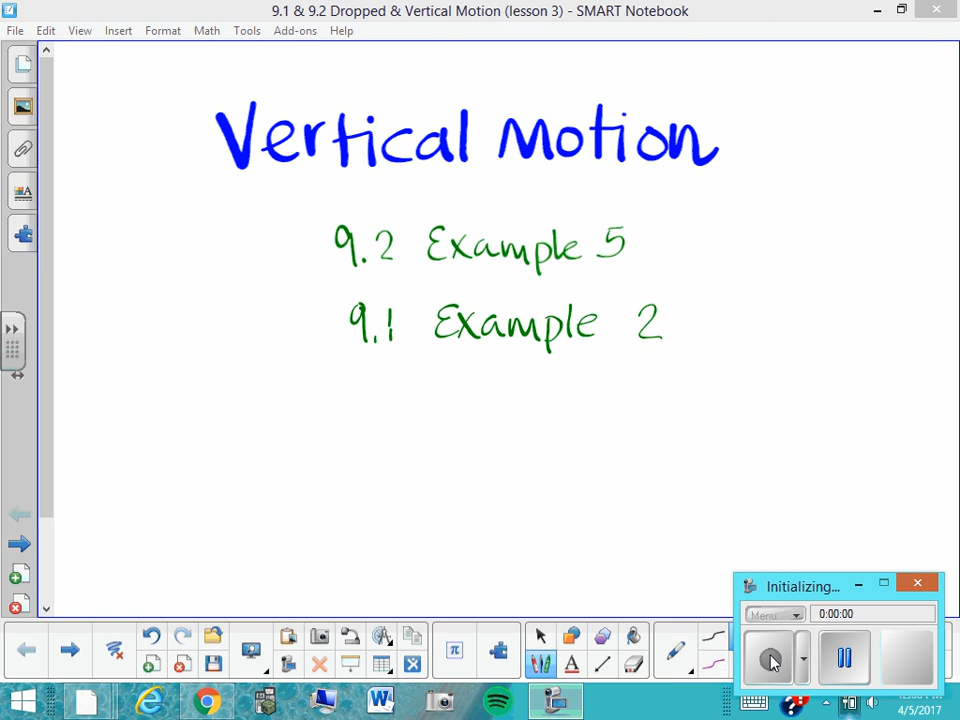 9.1 & 9.2 Dropped & Vertical Motion (lesson 3) - SMART Notebook
File Edit View Insert Format Math Tools Add-ons Help
Vertical Motion
9.2 Example 5
9.1 Example 2
Initializing...
Menu 0:00:00
4/5/2017